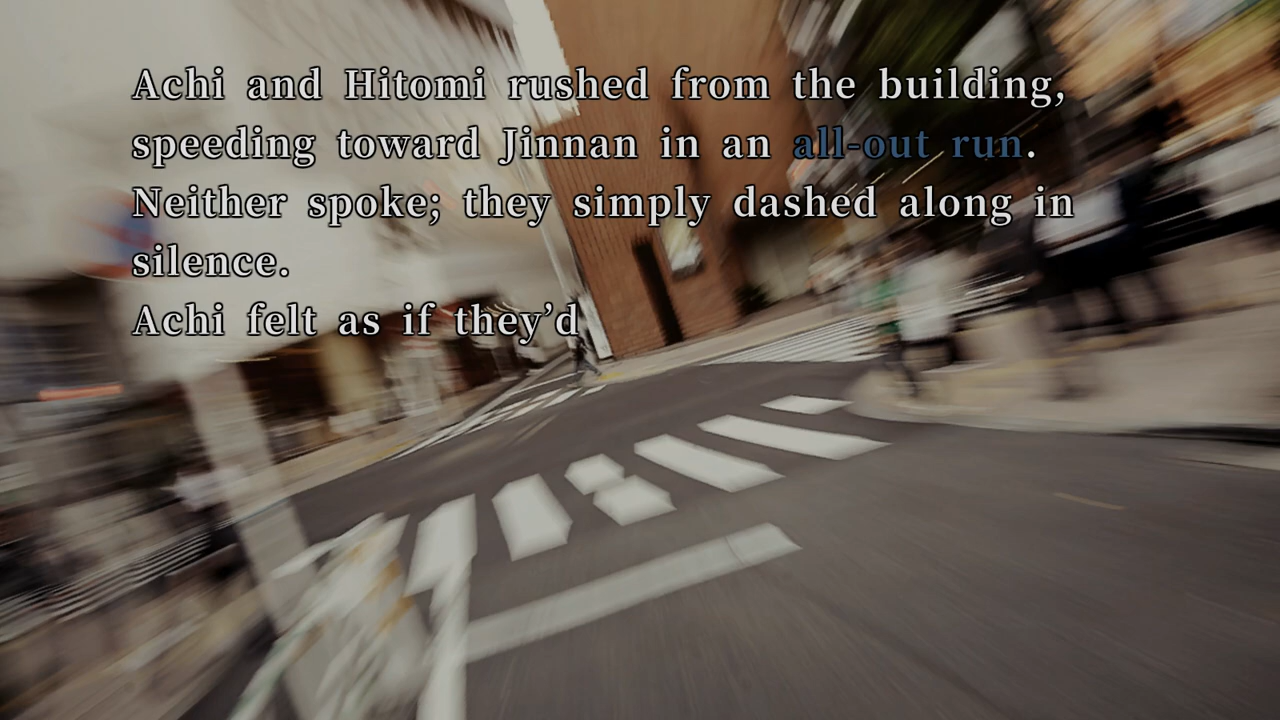 Achi and Hitomi rushed from the building,
speeding toward Jinnan in an all-out run.
Neither spoke; they simply dashed along in
silence.
Achi felt as if they’d